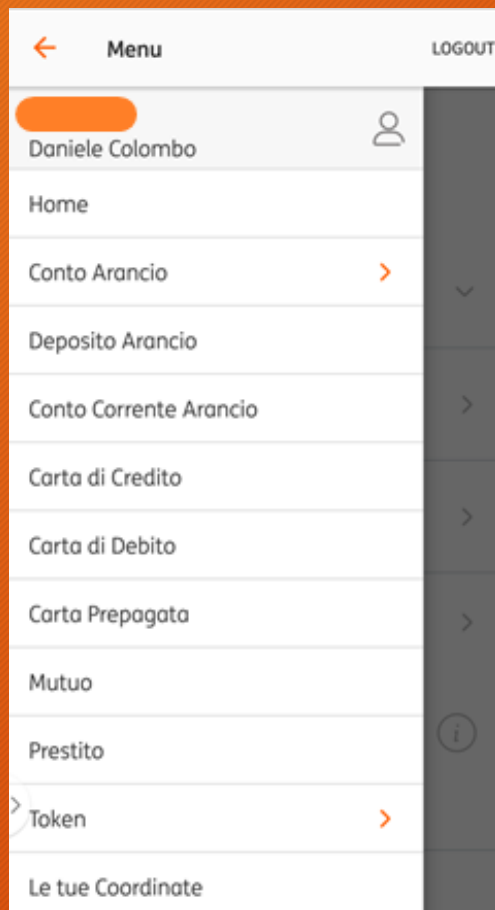 Menu LOGOUT
Daniele Colombo
Home
Conto Arancio
Deposito Arancio
Conto Corrente Arancio
Carta di Credito
Carta di Debito
Carta Prepagata
Mutuo
Prestito
Token
Le tue Coordinate